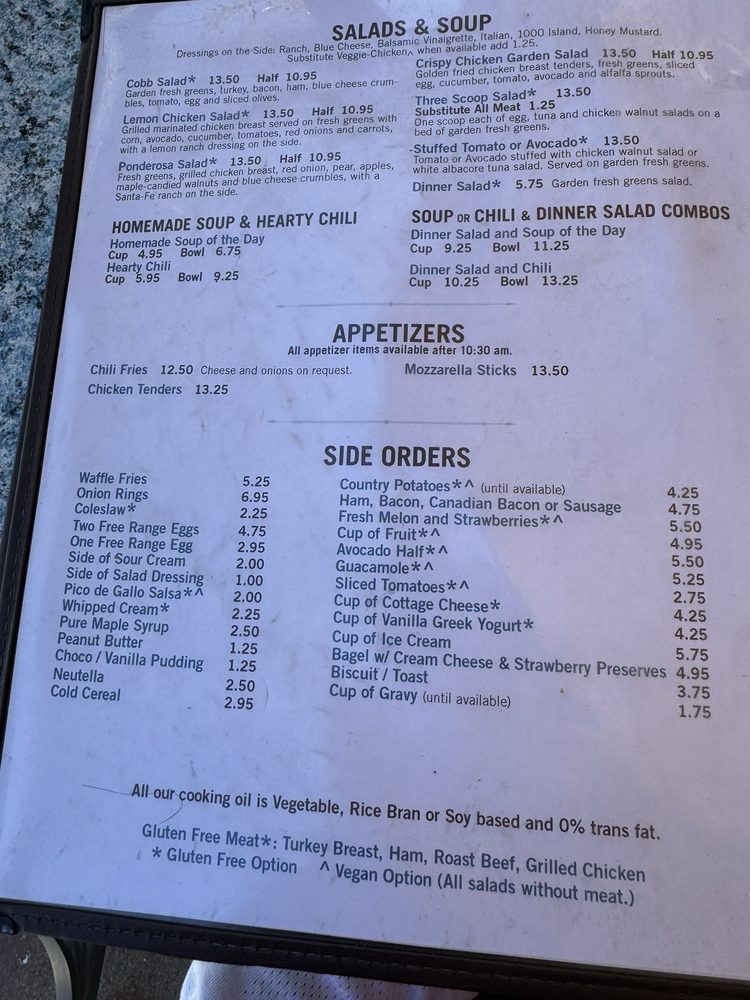 SALADS & SOUP
Dressings on the Side: Ranch, Blue Cheese, Balsamic Vinaigrette, Italian, 1000 Island, Honey Mustard.
Substitute Veggie-Chicken^ when available add 1.25.
Cobb Salad* 13.50 Half 10.95
Garden fresh greens, turkey, bacon, ham, blue cheese crum-
bles, tomato, egg and sliced olives.
Lemon Chicken Salad* 13.50 Half 10.95
Grilled marinated chicken breast served on fresh greens with
corn, avocado, cucumber, tomatoes, red onions and carrots,
with a lemon ranch dressing on the side.
Ponderosa Salad* 13.50 Half 10.95
Fresh greens, grilled chicken breast, red onion, pear, apples,
maple-candied walnuts and blue cheese crumbles, with a
Santa-Fe ranch on the side.
Crispy Chicken Garden Salad 13.50 Half 10.95
Golden fried chicken breast tenders, fresh greens, sliced
egg, cucumber, tomato, avocado and alfalfa sprouts.
Three Scoop Salad* 13.50
Substitute All Meat 1.25
One scoop each of egg, tuna and chicken walnut salads on a
bed of garden fresh greens.
-Stuffed Tomato or Avocado* 13.50
Tomato or Avocado stuffed with chicken walnut salad or
white albacore tuna salad. Served on garden fresh greens.
Dinner Salad* 5.75 Garden fresh greens salad.
HOMEMADE SOUP & HEARTY CHILI
Homemade Soup of the Day
Cup 4.95 Bowl 6.75
Hearty Chili
Cup 5.95 Bowl 9.25
SOUP OR CHILI & DINNER SALAD COMBOS
Dinner Salad and Soup of the Day
Cup 9.25 Bowl 11.25
Dinner Salad and Chili
Cup 10.25 Bowl 13.25
APPETIZERS
All appetizer items available after 10:30 am.
Chili Fries 12.50 Cheese and onions on request.
Chicken Tenders 13.25
Mozzarella Sticks 13.50
SIDE ORDERS
Waffle Fries 5.25
Onion Rings 6.95
Coleslaw* 2.25
Two Free Range Eggs 4.75
One Free Range Egg 2.95
Side of Sour Cream 2.00
Side of Salad Dressing 1.00
Pico de Gallo Salsa*^ 2.00
Whipped Cream* 2.25
Pure Maple Syrup 2.50
Peanut Butter 1.25
Choco / Vanilla Pudding 1.25
Neutella 2.50
Cold Cereal 2.95
Country Potatoes*^ (until available) 4.25
Ham, Bacon, Canadian Bacon or Sausage 4.75
Fresh Melon and Strawberries*^ 5.50
Cup of Fruit*^ 4.95
Avocado Half*^ 5.50
Guacamole*^ 5.25
Sliced Tomatoes*^ 2.75
Cup of Cottage Cheese* 4.25
Cup of Vanilla Greek Yogurt* 4.25
Cup of Ice Cream 5.75
Bagel w/ Cream Cheese & Strawberry Preserves 4.95
Biscuit / Toast 3.75
Cup of Gravy (until available) 1.75
All our cooking oil is Vegetable, Rice Bran or Soy based and 0% trans fat.
Gluten Free Meat*: Turkey Breast, Ham, Roast Beef, Grilled Chicken
* Gluten Free Option ^ Vegan Option (All salads without meat.)